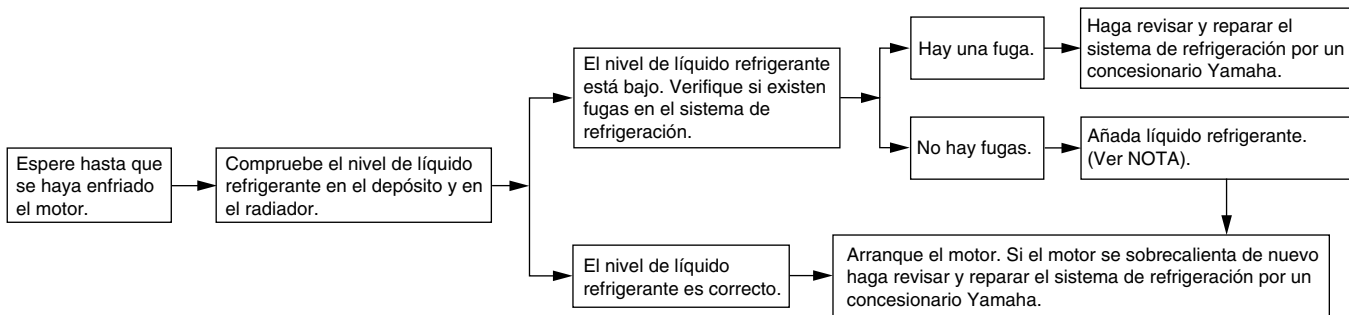 Espere hasta que
se haya enfriado
el motor.
Compruebe el nivel de líquido
refrigerante en el depósito y en
el radiador.
El nivel de líquido refrigerante
está bajo. Verifique si existen
fugas en el sistema de
refrigeración.
Hay una fuga.
Haga revisar y reparar el
sistema de refrigeración por un
concesionario Yamaha.
No hay fugas.
Añada líquido refrigerante.
(Ver NOTA).
El nivel de líquido
refrigerante es correcto.
Arranque el motor. Si el motor se sobrecalienta de nuevo
haga revisar y reparar el sistema de refrigeración por un
concesionario Yamaha.